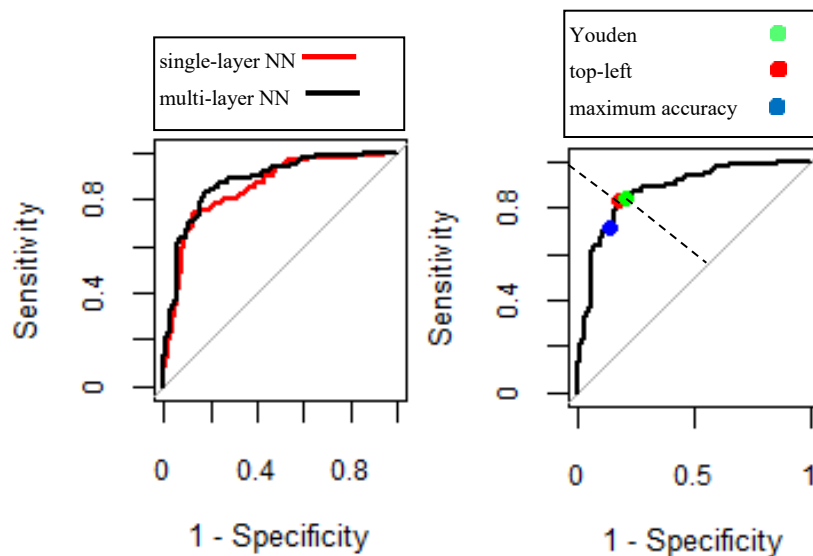 single-layer NN
multi-layer NN
Sensitivity
0.8
0.4
0
0 0.4 0.8
1 - Specificity
Youden
top-left
maximum accuracy
Sensitivity
0.8
0.4
0
0 0.5 1
1 - Specificity